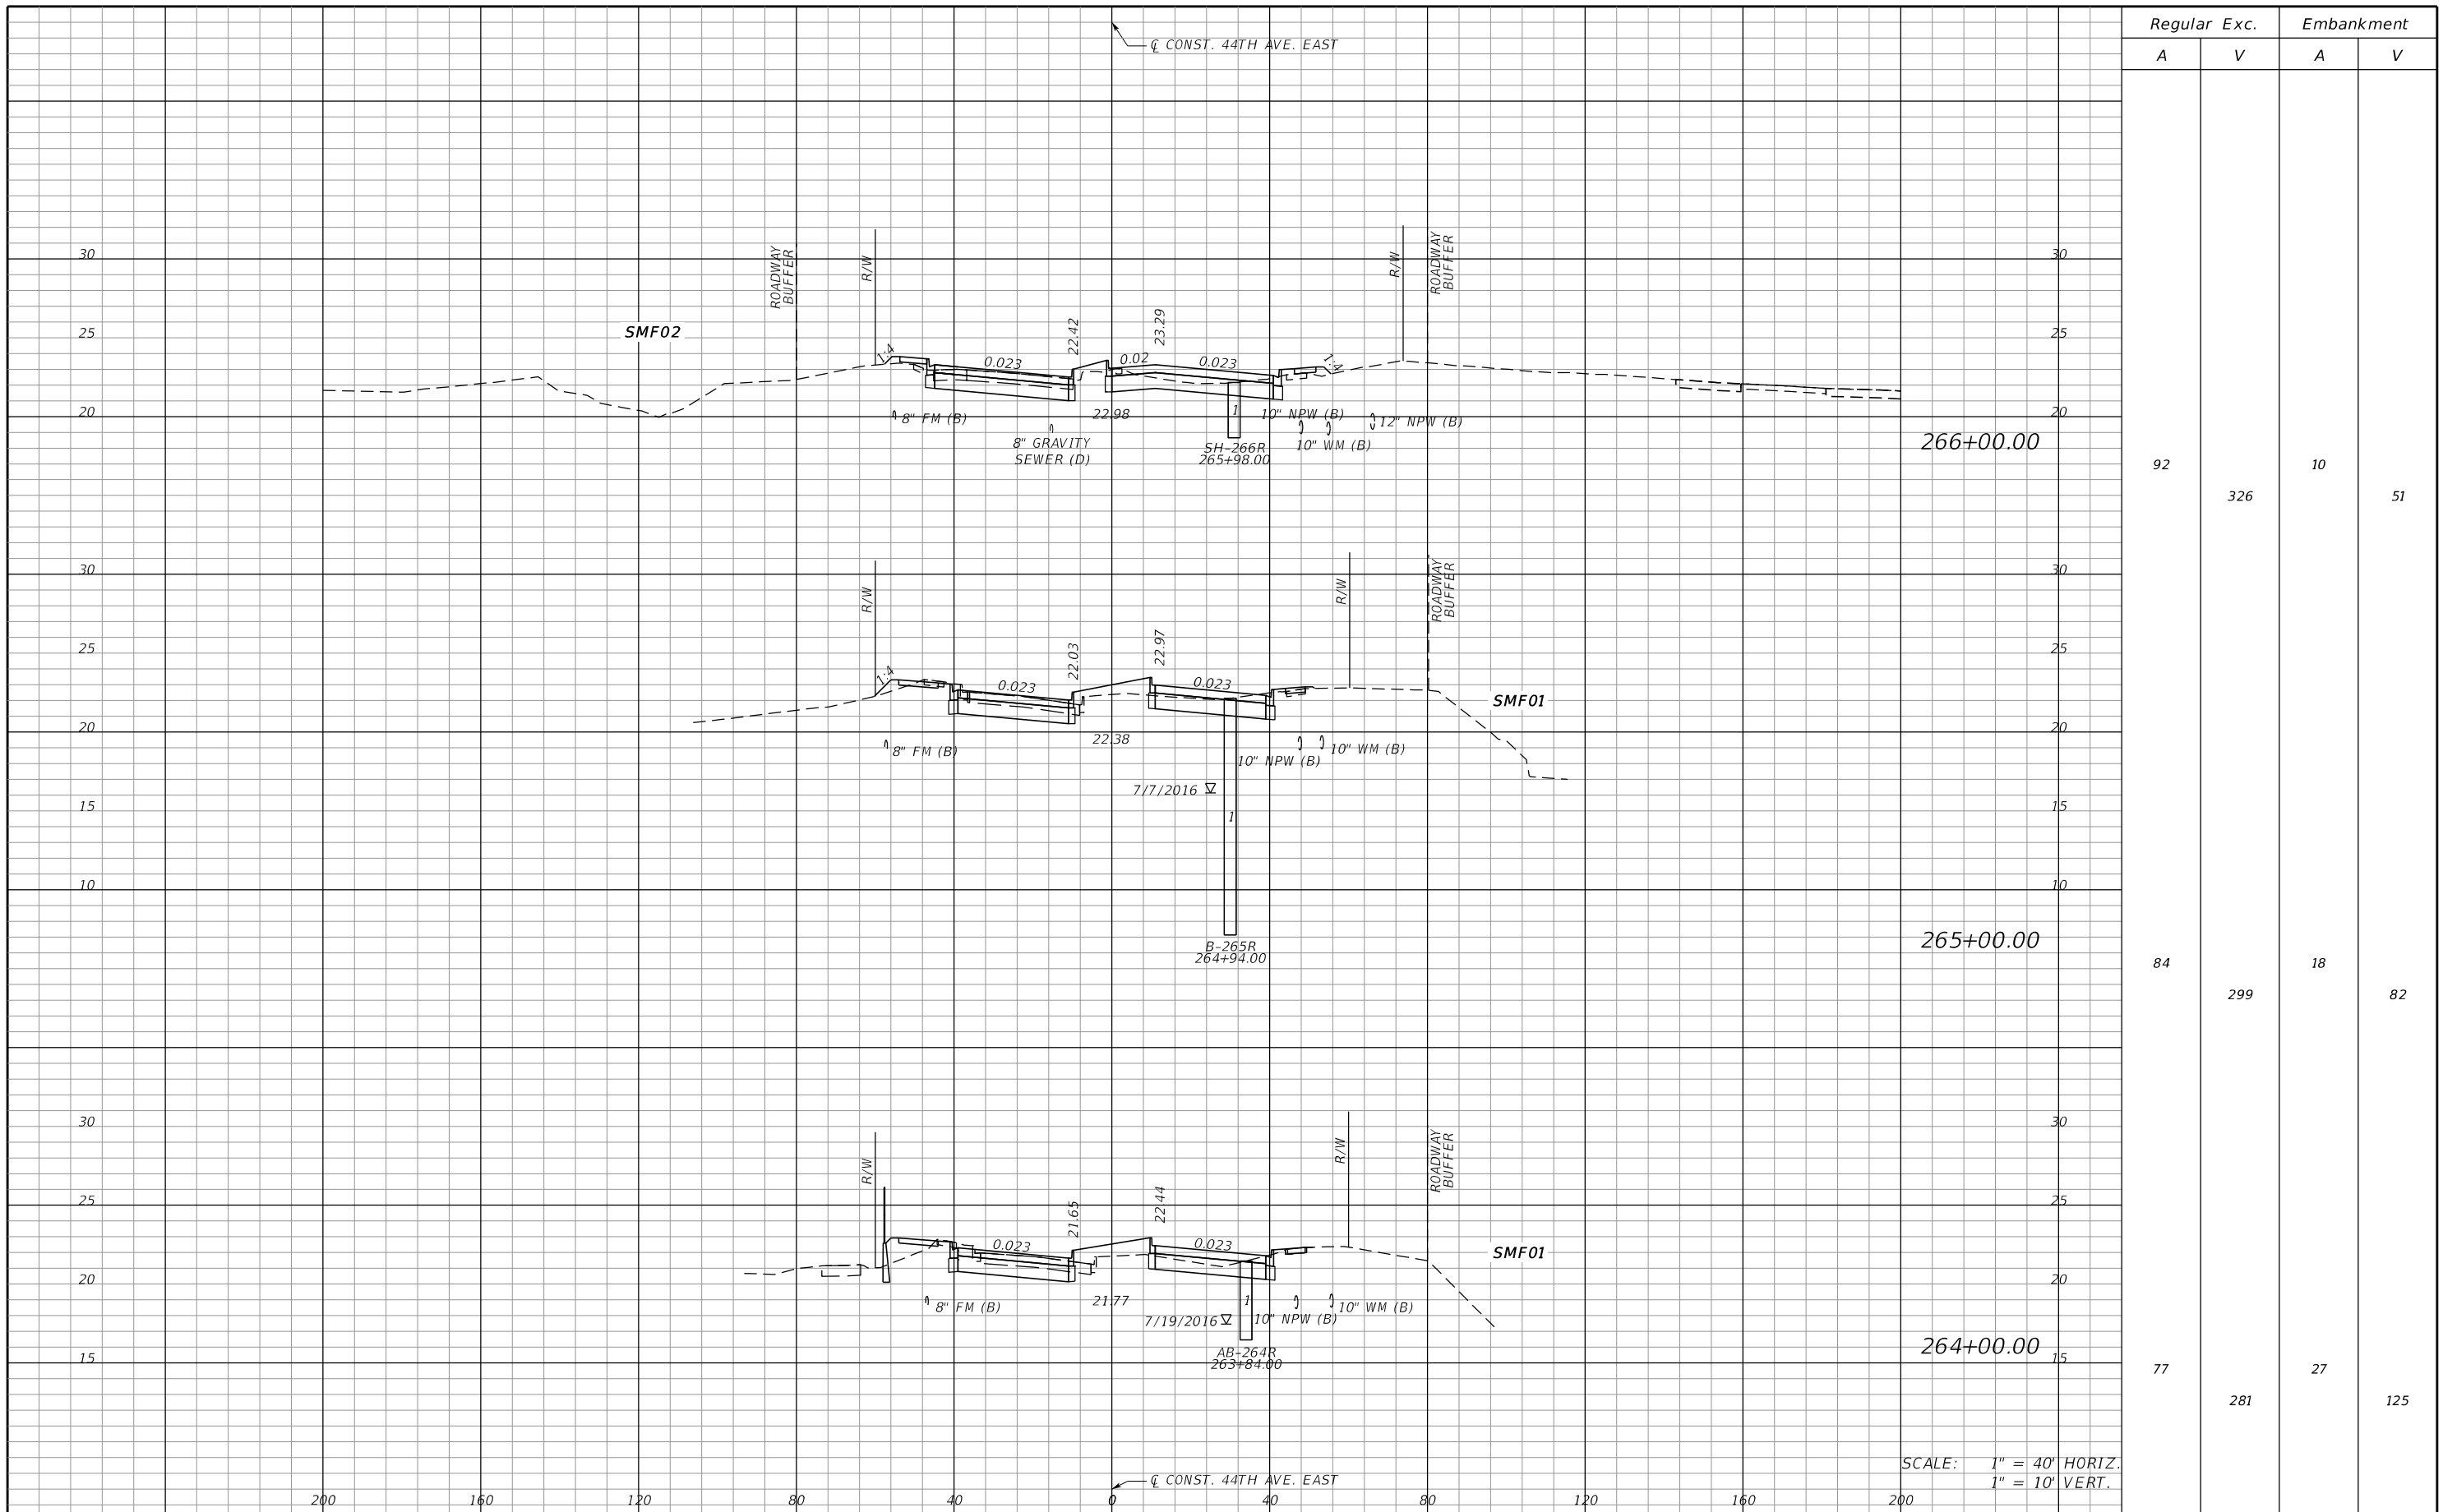 Regular Exc. Embankment
A V A V
℄ CONST. 44TH AVE. EAST
30 ROADWAY BUFFER R/W R/W ROADWAY BUFFER 30
25 SMF02 22.42 23.29 25
1:4 0.023 0.02 0.023 1:4
20 8" FM (B) 22.98 1 10" NPW (B) 12" NPW (B) 20
8" GRAVITY SEWER (D) SH-266R 10" WM (B)
265+98.00
266+00.00
92 10
326 51
30 R/W R/W ROADWAY BUFFER 30
25 22.03 22.97 25
1:4 0.023 0.023 SMF01
20 8" FM (B) 22.38 10" NPW (B) 10" WM (B) 20
7/7/2016
15 1 15
10 10
B-265R
264+94.00
265+00.00
84 18
299 82
30 R/W R/W ROADWAY BUFFER 30
25 21.65 22.44 25
0.023 0.023 SMF01
20 20
8" FM (B) 21.77 1 10" NPW (B) 10" WM (B)
7/19/2016
AB-264R
263+84.00
264+00.00
15 15
77 27
281 125
SCALE: 1" = 40' HORIZ.
1" = 10' VERT.
℄ CONST. 44TH AVE. EAST
200 160 120 80 40 0 40 80 120 160 200